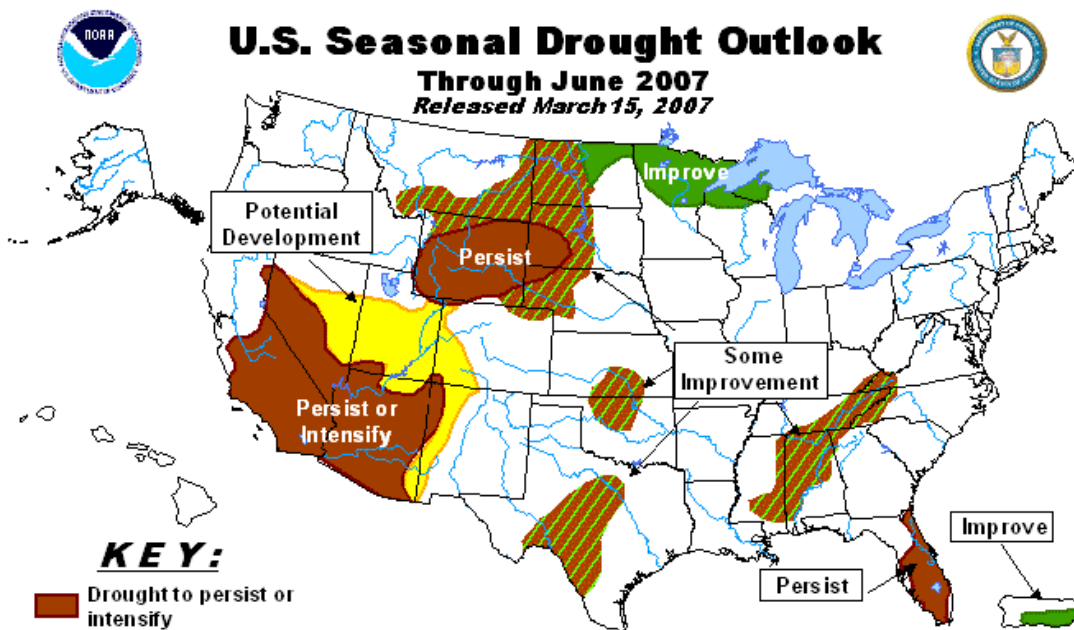 NOAA
U.S. Seasonal Drought Outlook
Through June 2007
Released March 15, 2007
Improve
Potential
Development
Persist
Some
Improvement
Persist or
Intensify
Improve
Persist
KEY:
Drought to persist or
intensify